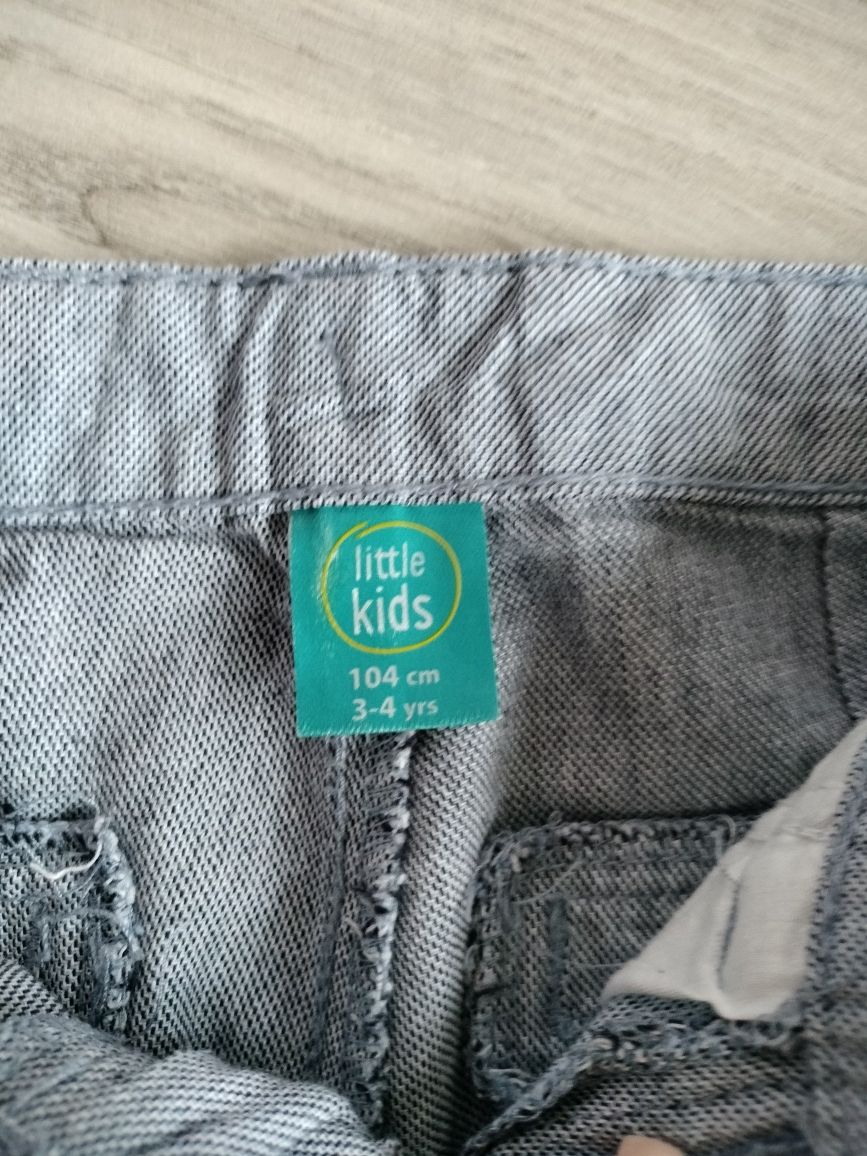 little
kids
104 cm
3-4 yrs